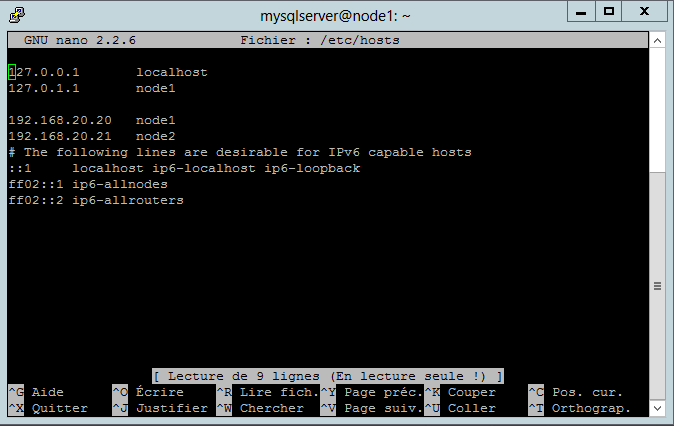 mysqlserver@node1: ~
GNU nano 2.2.6 Fichier : /etc/hosts
127.0.0.1 localhost
127.0.1.1 node1
192.168.20.20 node1
192.168.20.21 node2
# The following lines are desirable for IPv6 capable hosts
::1 localhost ip6-localhost ip6-loopback
ff02::1 ip6-allnodes
ff02::2 ip6-allrouters
[ Lecture de 9 lignes (En lecture seule !) ]
^G Aide ^O Écrire ^R Lire fich. ^Y Page préc. ^K Couper ^C Pos. cur.
^X Quitter ^J Justifier ^W Chercher ^V Page suiv. ^U Coller ^T Orthograp.